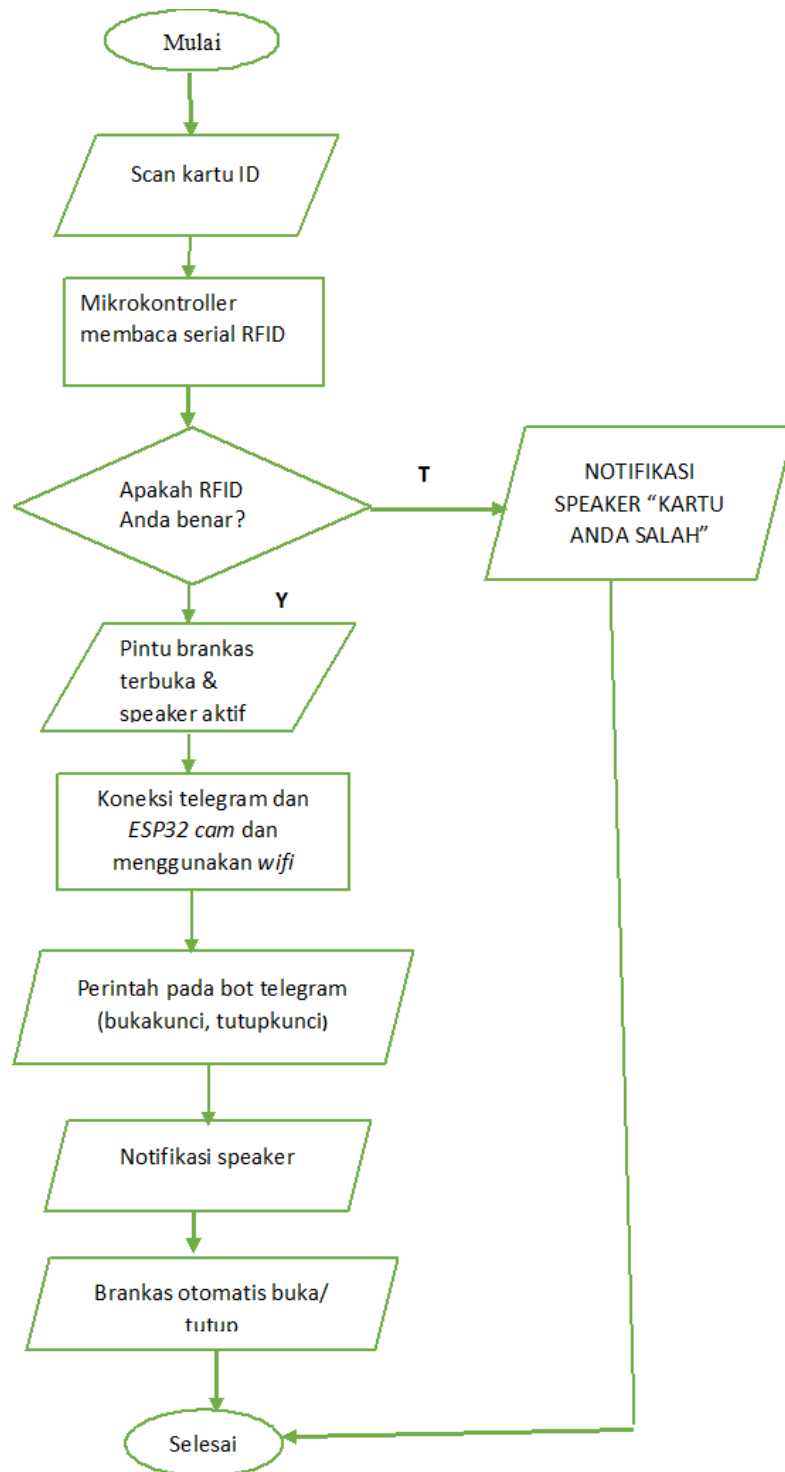 Mulai
Scan kartu ID
Mikrokontroller
membaca serial RFID
Apakah RFID
Anda benar?
T
NOTIFIKASI
SPEAKER “KARTU
ANDA SALAH”
Y
Pintu brankas
terbuka &
speaker aktif
Koneksi telegram dan
ESP32 cam dan
menggunakan wifi
Perintah pada bot telegram
(bukakunci, tutupkunci)
Notifikasi speaker
Brankas otomatis buka/
tutup
Selesai